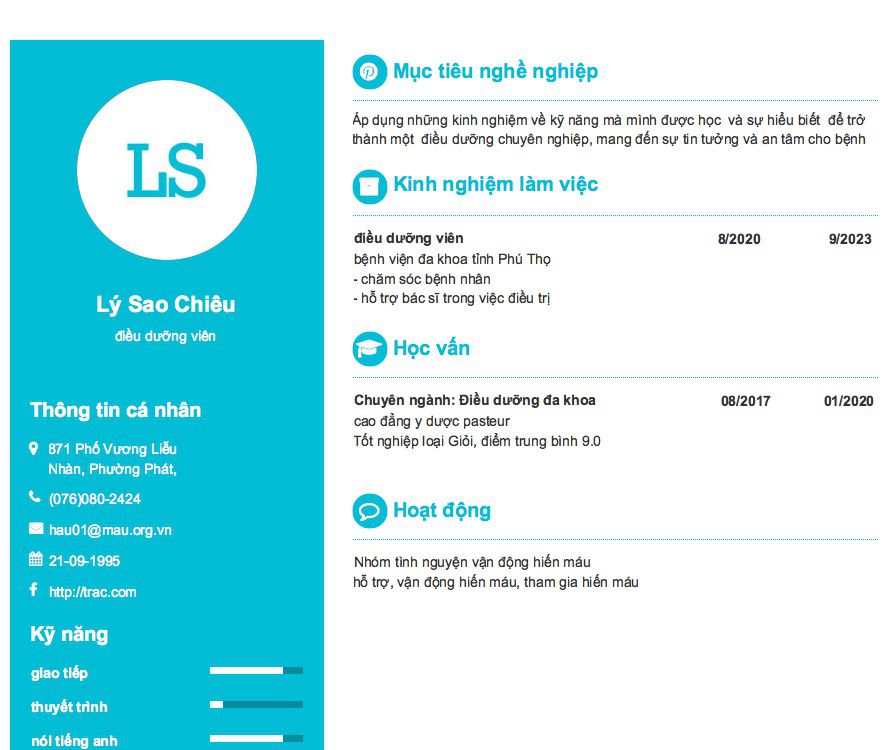 LS
Lý Sao Chiêu
điều dưỡng viên
Thông tin cá nhân
871 Phố Vương Liễu
Nhàn, Phường Phát,
(076)080-2424
hau01@mau.org.vn
21-09-1995
http://trac.com
Kỹ năng
giao tiếp
thuyết trình
nói tiếng anh
Mục tiêu nghề nghiệp
Áp dụng những kinh nghiệm về kỹ năng mà mình được học và sự hiểu biết để trở
thành một điều dưỡng chuyên nghiệp, mang đến sự tin tưởng và an tâm cho bệnh
Kinh nghiệm làm việc
điều dưỡng viên 8/2020 9/2023
bệnh viện đa khoa tỉnh Phú Thọ
- chăm sóc bệnh nhân
- hỗ trợ bác sĩ trong việc điều trị
Học vấn
Chuyên ngành: Điều dưỡng đa khoa 08/2017 01/2020
cao đẳng y dược pasteur
Tốt nghiệp loại Giỏi, điểm trung bình 9.0
Hoạt động
Nhóm tình nguyện vận động hiến máu
hỗ trợ, vận động hiến máu, tham gia hiến máu